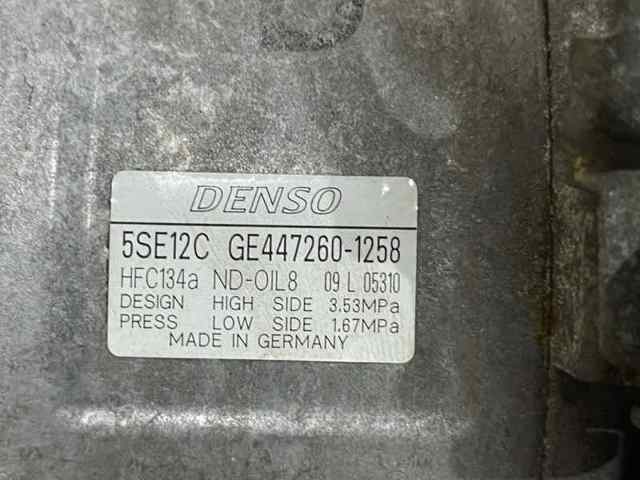 DENSO
5SE12C GE447260-1258
HFC134a ND-OIL8 09 L 05310
DESIGN HIGH SIDE 3.53MPa
PRESS LOW SIDE 1.67MPa
MADE IN GERMANY